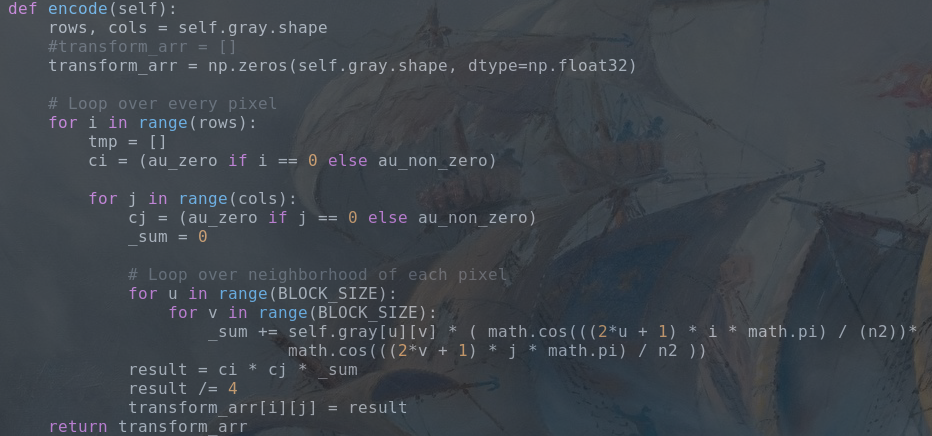 def encode(self):
    rows, cols = self.gray.shape
    #transform_arr = []
    transform_arr = np.zeros(self.gray.shape, dtype=np.float32)

    # Loop over every pixel
    for i in range(rows):
        tmp = []
        ci = (au_zero if i == 0 else au_non_zero)

        for j in range(cols):
            cj = (au_zero if j == 0 else au_non_zero)
            _sum = 0

            # Loop over neighborhood of each pixel
            for u in range(BLOCK_SIZE):
                for v in range(BLOCK_SIZE):
                    _sum += self.gray[u][v] * ( math.cos(((2*u + 1) * i * math.pi) / (n2))*
                            math.cos(((2*v + 1) * j * math.pi) / n2 ))
            result = ci * cj * _sum
            result /= 4
            transform_arr[i][j] = result
    return transform_arr